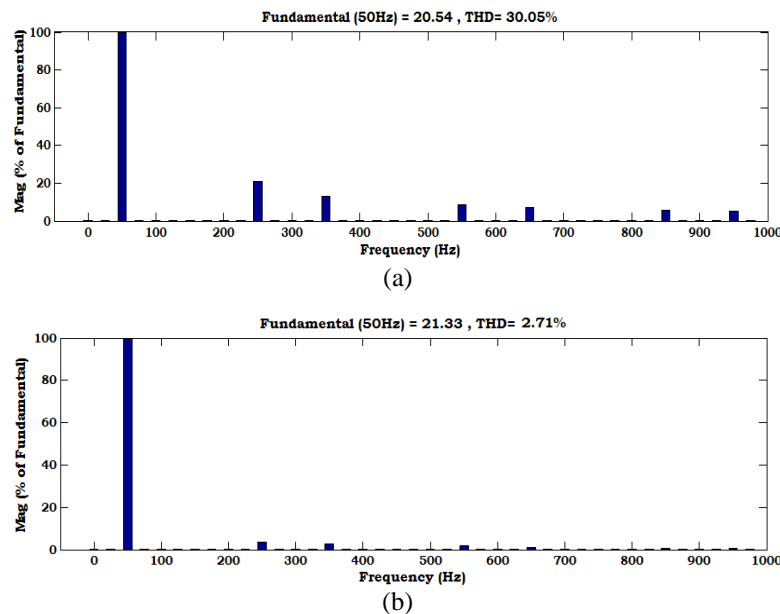 Fundamental (50Hz) = 20.54 , THD= 30.05%
100
80
60
40
20
0
Mag (% of Fundamental)
0 100 200 300 400 500 600 700 800 900 1000
Frequency (Hz)
(a)
Fundamental (50Hz) = 21.33 , THD= 2.71%
100
80
60
40
20
0
Mag (% of Fundamental)
0 100 200 300 400 500 600 700 800 900 1000
Frequency (Hz)
(b)